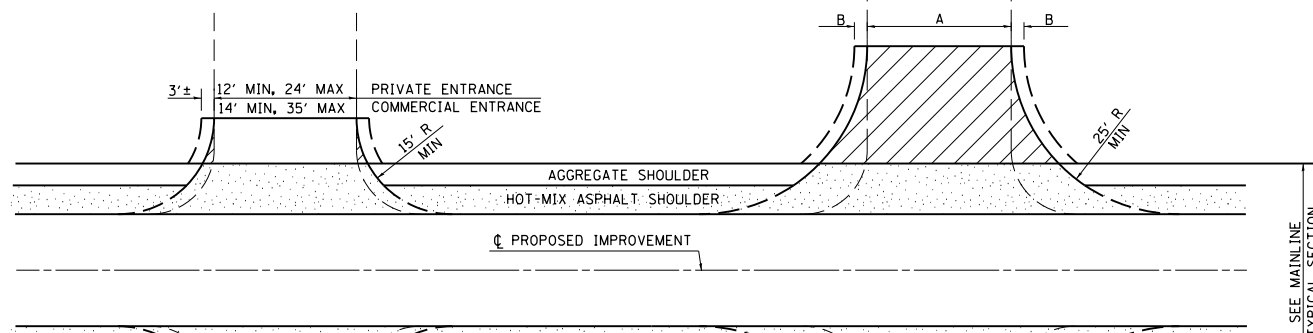 B A B
3'± 12' MIN, 24' MAX PRIVATE ENTRANCE
14' MIN, 35' MAX COMMERCIAL ENTRANCE
15' R
MIN
25' R
MIN
AGGREGATE SHOULDER
HOT-MIX ASPHALT SHOULDER
℄ PROPOSED IMPROVEMENT
SEE MAINLINE
TYPICAL SECTION